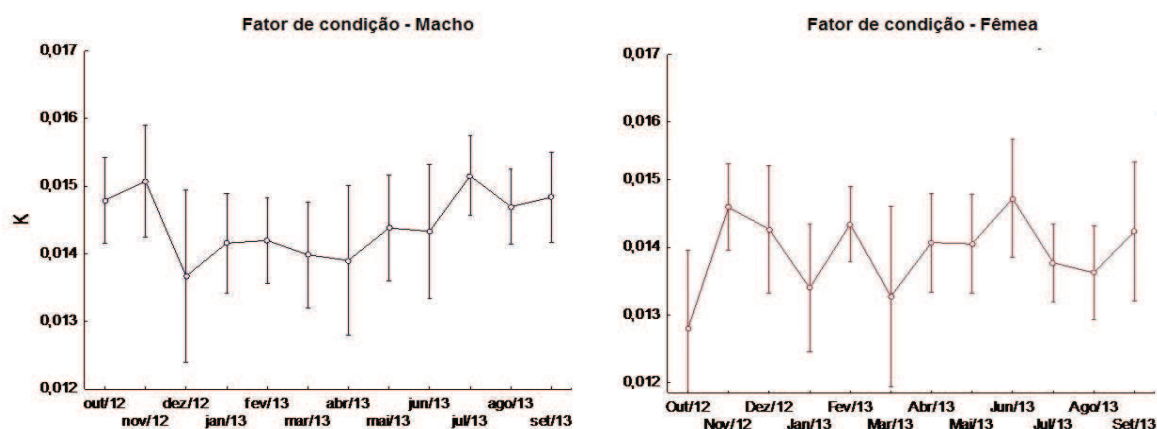 Fator de condição - Macho
0,017
0,016
0,015
0,014
0,013
0,012
K
out/12
nov/12
dez/12
jan/13
fev/13
mar/13
abr/13
mai/13
jun/13
jul/13
ago/13
set/13
Fator de condição - Fêmea
0,017
0,016
0,015
0,014
0,013
0,012
Out/12
Nov/12
Dez/12
Jan/13
Fev/13
Mar/13
Abri/13
Mai/13
Jun/13
Jul/13
Ago/13
Set/13